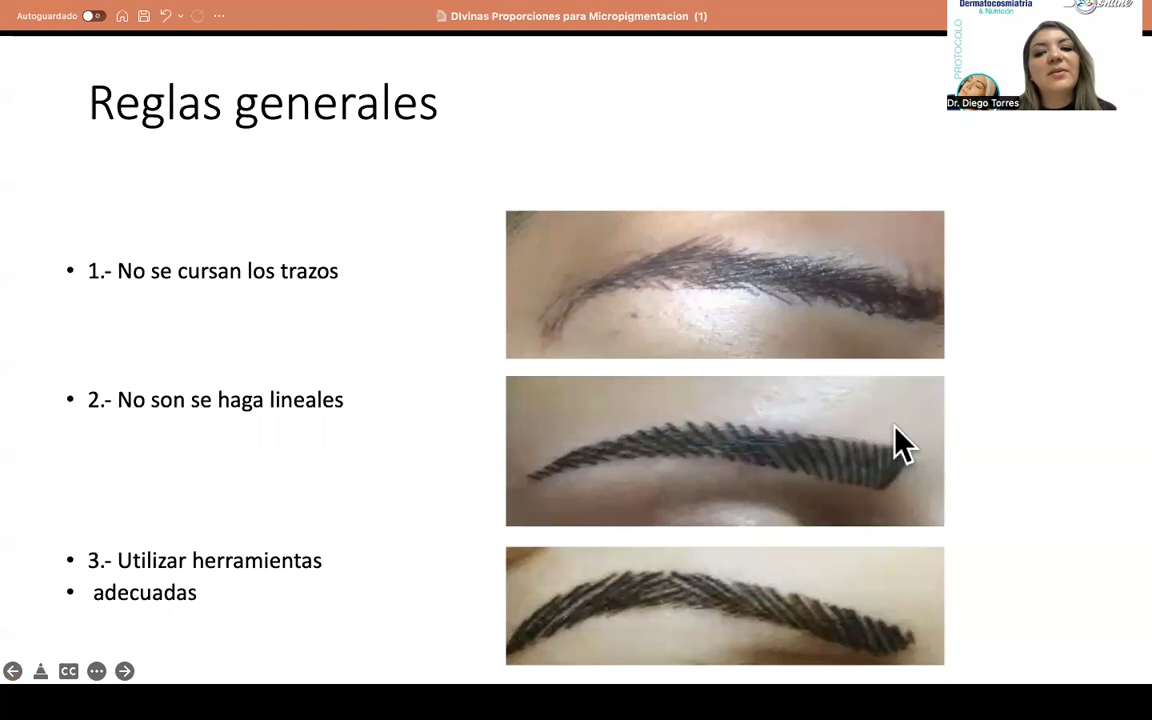 Autoguardado
DIvinas Proporciones para Micropigmentacion (1)
Dermatocosmiatria
& Nutrición
PROTOCOLO
Dr. Diego Torres
Reglas generales
• 1.- No se cursan los trazos
• 2.- No son se haga lineales
• 3.- Utilizar herramientas
• adecuadas
CC